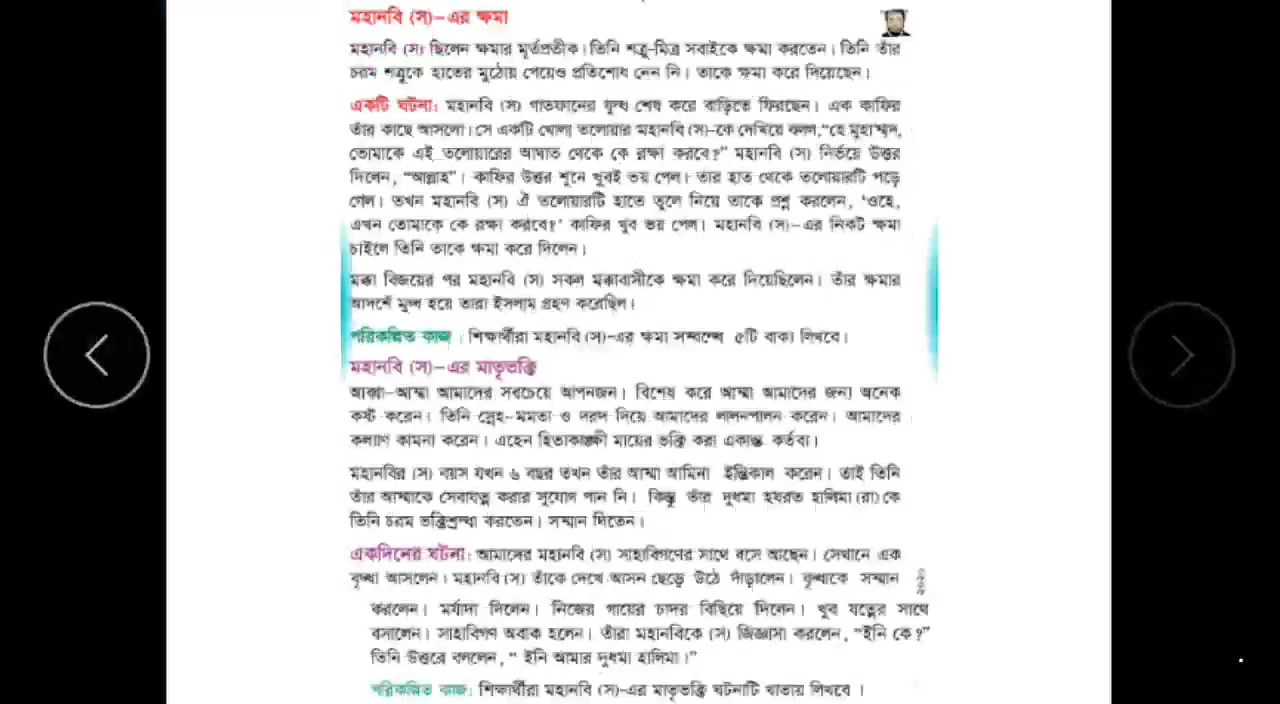 মহানবি (স)-এর ক্ষমা
মহানবি (স) ছিলেন ক্ষমার মূর্তপ্রতীক। তিনি শত্রু-মিত্র সবাইকে ক্ষমা করতেন। তিনি তাঁর
চরম শত্রুকে হাতের মুঠোয় পেয়েও প্রতিশোধ নেন নি। তাকে ক্ষমা করে দিয়েছেন।
একটি ঘটনা: মহানবি (স) গাতফানের যুদ্ধ শেষ করে বাড়িতে ফিরছেন। এক কাফির
তাঁর কাছে আসলো। সে একটি খোলা তলোয়ার মহানবি (স)-কে দেখিয়ে বলল, “হে মুহাম্মদ,
তোমাকে এই তলোয়ারের আঘাত থেকে কে রক্ষা করবে?” মহানবি (স) নির্ভয়ে উত্তর
দিলেন, “আল্লাহ”। কাফির উত্তর শুনে খুবই ভয় পেল। তার হাত থেকে তলোয়ারটি পড়ে
গেল। তখন মহানবি (স) ঐ তলোয়ারটি হাতে তুলে নিয়ে তাকে প্রশ্ন করলেন, ‘ওহে,
এখন তোমাকে কে রক্ষা করবে?’ কাফির খুব ভয় পেল। মহানবি (স)-এর নিকট ক্ষমা
চাইলে তিনি তাকে ক্ষমা করে দিলেন।
মক্কা বিজয়ের পর মহানবি (স) সকল মক্কাবাসীকে ক্ষমা করে দিয়েছিলেন। তাঁর ক্ষমার
আদর্শে মুগ্ধ হয়ে তারা ইসলাম গ্রহণ করেছিল।
পরিকল্পিত কাজ : শিক্ষার্থীরা মহানবি (স)-এর ক্ষমা সম্বন্ধে ৫টি বাক্য লিখবে।
মহানবি (স)-এর মাতৃভক্তি
আব্বা-আম্মা আমাদের সবচেয়ে আপনজন। বিশেষ করে আম্মা আমাদের জন্য অনেক
কষ্ট করেন। তিনি স্নেহ-মমতা ও দরদ দিয়ে আমাদের লালনপালন করেন। আমাদের
কল্যাণ কামনা করেন। এহেন হিতাকাঙ্ক্ষী মায়ের ভক্তি করা একান্ত কর্তব্য।
মহানবির (স) বয়স যখন ৬ বছর তখন তাঁর আম্মা আমিনা ইন্তিকাল করেন। তাই তিনি
তাঁর আম্মাকে সেবাযত্ন করার সুযোগ পান নি। কিন্তু তাঁর দুধমা হযরত হালিমা (রা) কে
তিনি চরম ভক্তিশ্রদ্ধা করতেন। সম্মান দিতেন।
একদিনের ঘটনা: আমাদের মহানবি (স) সাহাবিগণের সাথে বসে আছেন। সেখানে এক
বৃদ্ধা আসলেন। মহানবি (স) তাঁকে দেখে আসন ছেড়ে উঠে দাঁড়ালেন। বৃদ্ধাকে সম্মান
করলেন। মর্যাদা দিলেন। নিজের গায়ের চাদর বিছিয়ে দিলেন। খুব যত্নের সাথে
বসালেন। সাহাবিগণ অবাক হলেন। তাঁরা মহানবিকে (স) জিজ্ঞাসা করলেন, “ইনি কে?”
তিনি উত্তরে বললেন, “ ইনি আমার দুধমা হালিমা।”
পরিকল্পিত কাজ: শিক্ষার্থীরা মহানবি (স)-এর মাতৃভক্তি ঘটনাটি খাতায় লিখবে ।